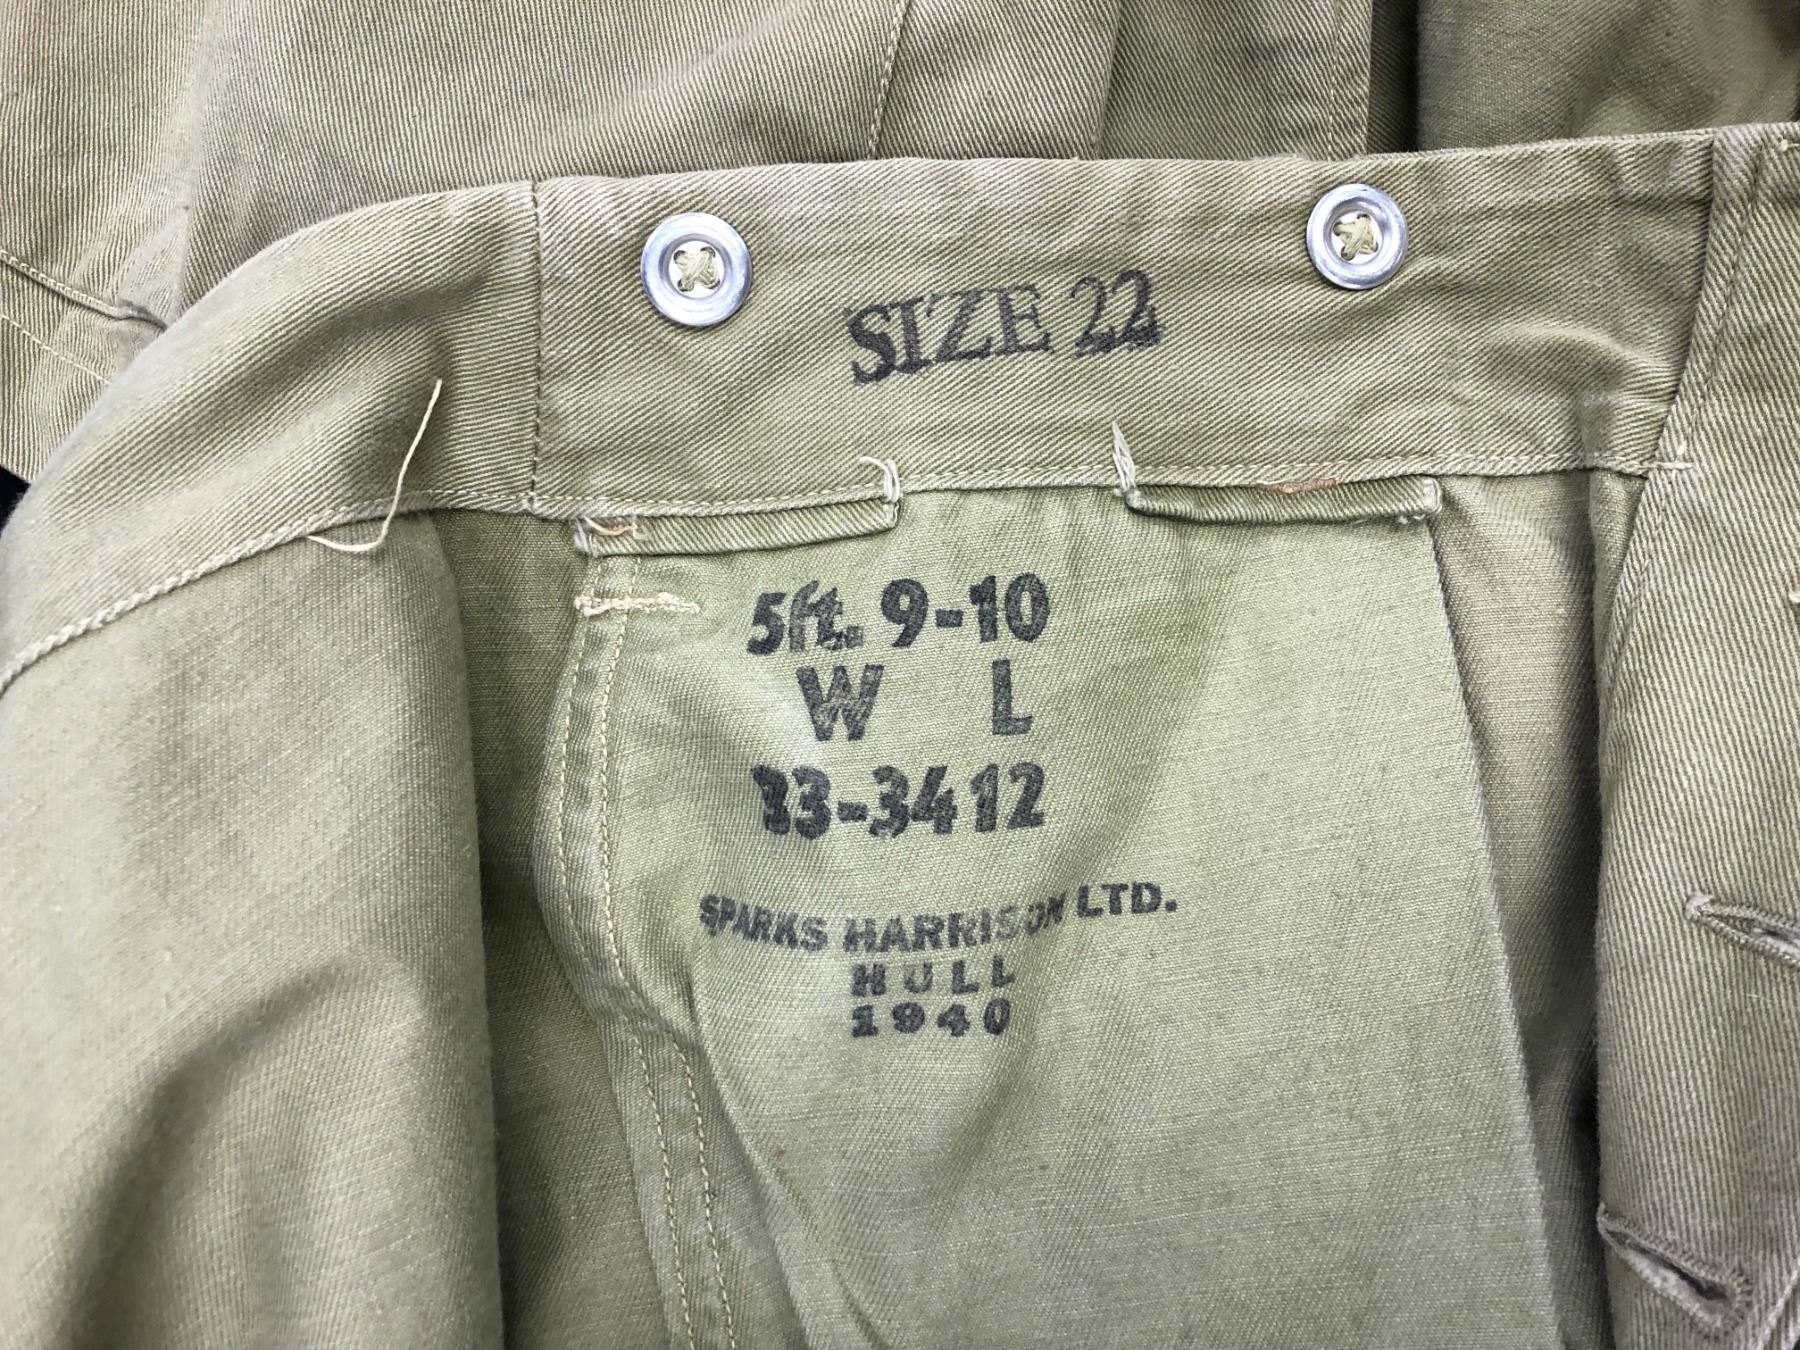 SIZE 22
5ft. 9-10
W L
33-34 12
SPARKS HARRISON LTD.
HULL
1940